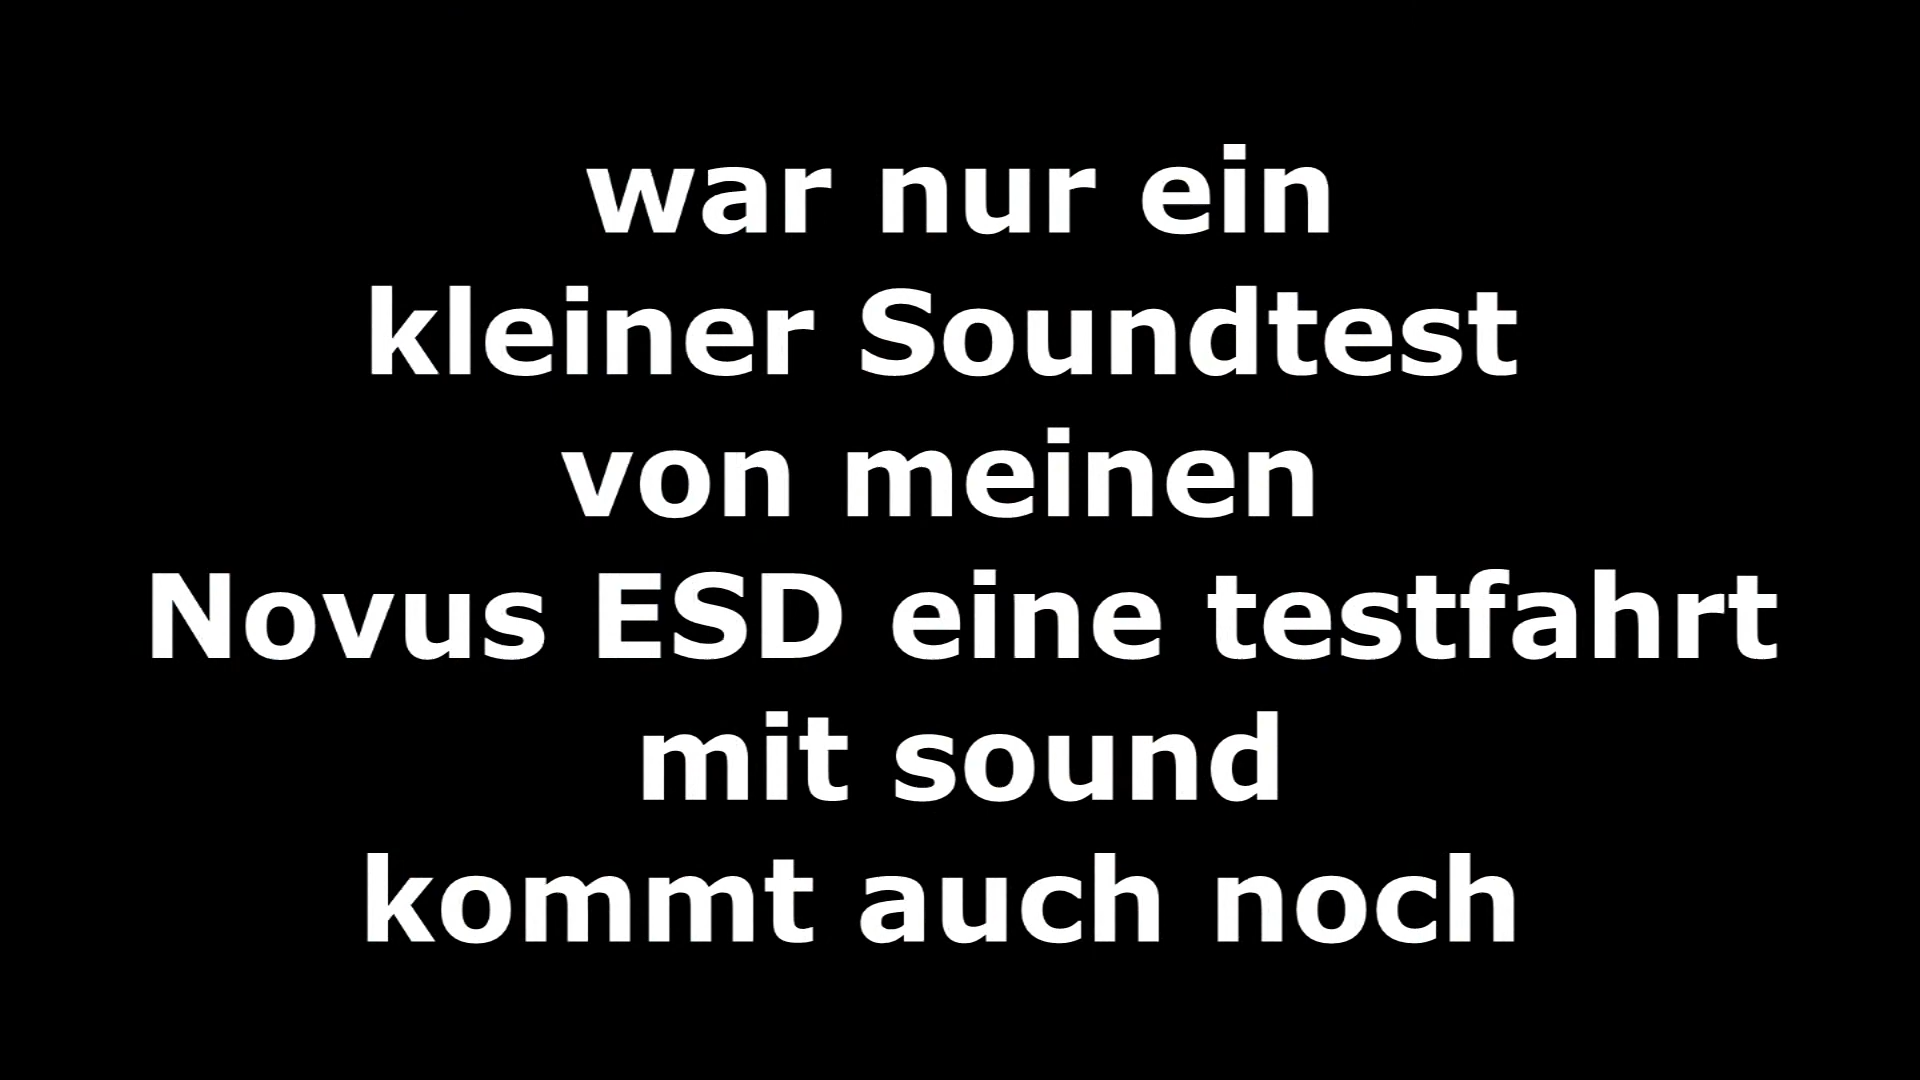 war nur ein
kleiner Soundtest
von meinen
Novus ESD eine testfahrt
mit sound
kommt auch noch